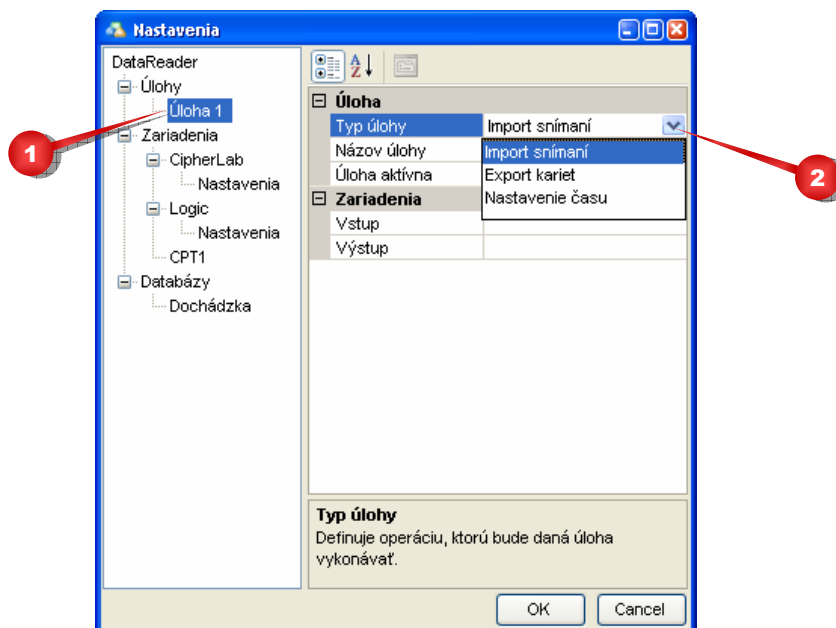 Nastavenia
DataReader
Úlohy
Úloha 1
Zariadenia
CipherLab
Nastavenia
Logic
Nastavenia
CPT1
Databázy
Dochádzka
A
Z
Úloha
Typ úlohy Import snímaní
Názov úlohy
Úloha aktívna
Import snímaní
Export kariet
Nastavenie času
Zariadenia
Vstup
Výstup
Typ úlohy
Definuje operáciu, ktorú bude daná úloha
vykonávať.
OK Cancel
1
2